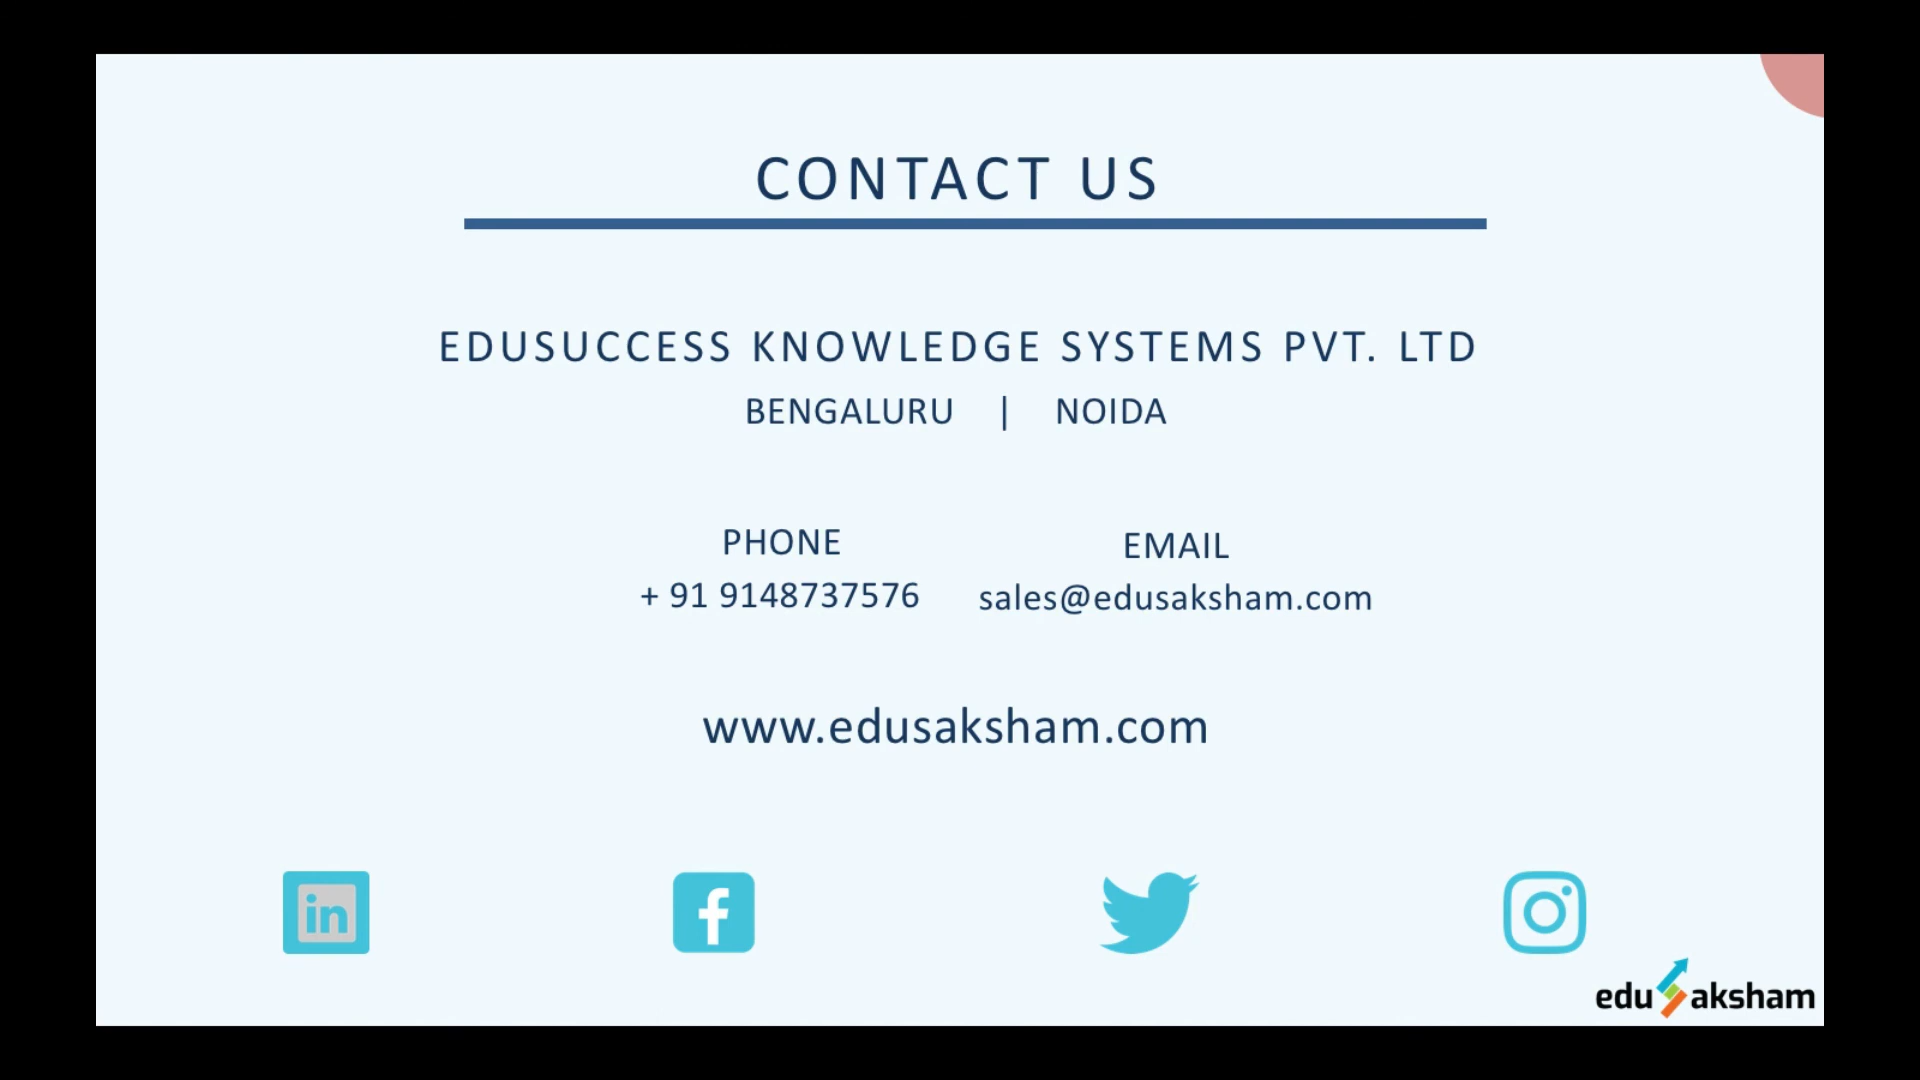 CONTACT US
EDUSUCCESS KNOWLEDGE SYSTEMS PVT. LTD
BENGALURU | NOIDA
PHONE
+ 91 9148737576
EMAIL
sales@edusaksham.com
www.edusaksham.com
in
f
edu aksham